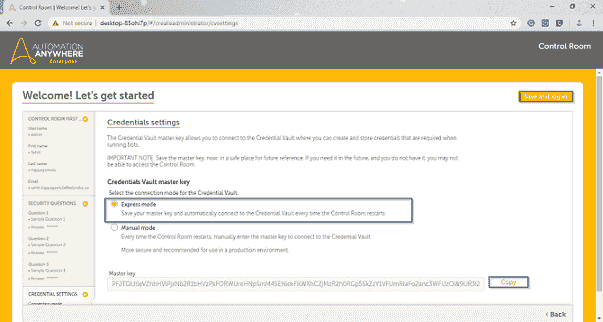 Control Room | Welcome! Let's get
Not secure | desktop-83ohi7p/#/createadministrator/cvsettings
AUTOMATION
ANYWHERE
Enterprise
Control Room
Welcome! Let's get started
Save and log in
CONTROL ROOM FIRST
Username
admin
First name
Last name
Email
SECURITY QUESTIONS
Question 1
Sample Question 1
Answer
Question 2
Sample Question 2
Answer
Question 3
Sample Question 3
Answer
CREDENTIAL SETTINGS
Credentials settings
The Credential Vault master key allows you to connect to the Credential Vault where you can create and store credentials that are required when
running bots.
IMPORTANT NOTE: Save the master key, now, in a safe place for future reference. If you need it in the future, and you do not have it, you may not
be able to access the Control Room.
Credentials Vault master key
Select the connection mode for the Credential Vault.
Express mode
Save your master key and automatically connect to the Credential Vault every time the Control Room restarts
Manual mode
Every time the Control Room restarts, manually enter the master key to connect to the Credential Vault
More secure and recommended for use in a production environment.
Master key
Copy
Back